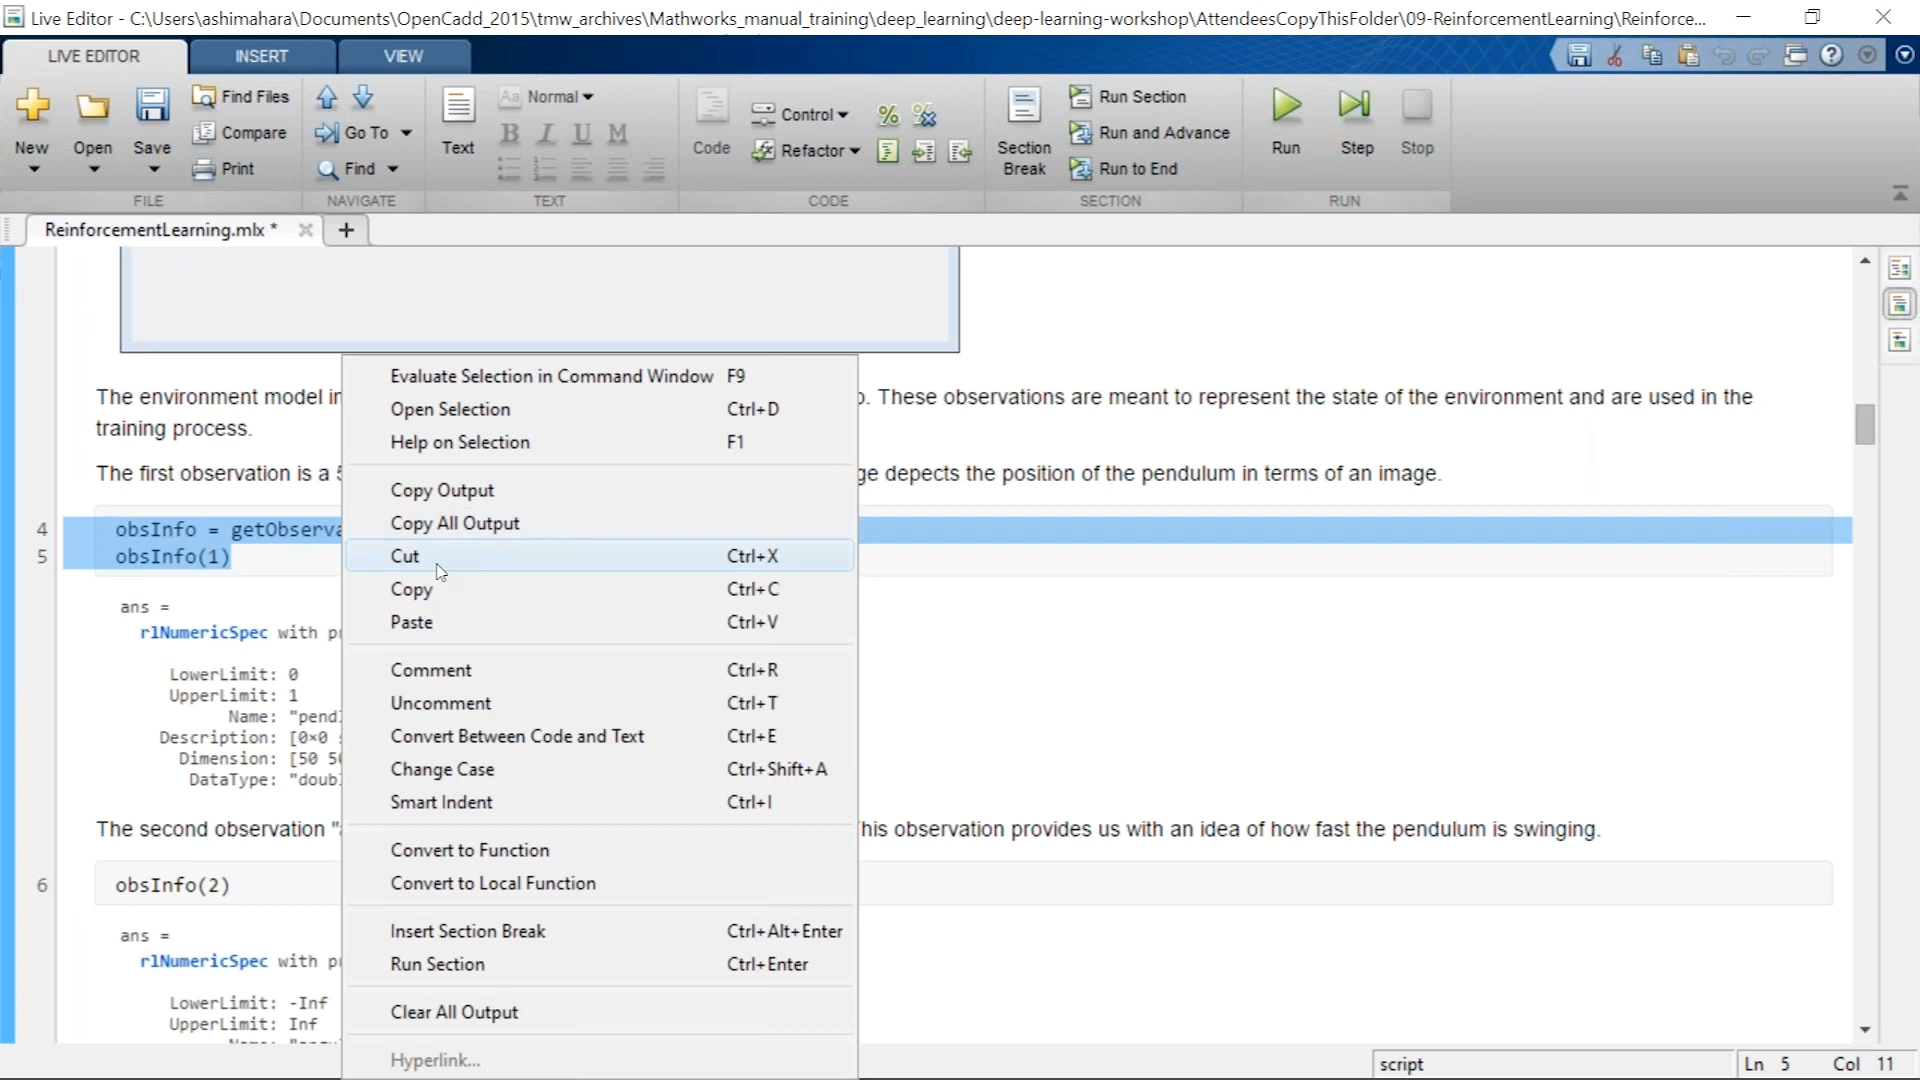 Live Editor - C:\Users\ashimahara\Documents\OpenCadd_2015\tmw_archives\Mathworks_manual_training\deep_learning\deep-learning-workshop\AttendeesCopyThisFolder\09-ReinforcementLearning\Reinforce...
LIVE EDITOR INSERT VIEW
New Open Save Find Files Compare Print
FILE
Go To Find
NAVIGATE
Text Aa Normal B I U M
TEXT
Code Control Refactor
CODE
Section Break Run Section Run and Advance Run to End
SECTION
Run Step Stop
RUN
ReinforcementLearning.mlx *
The environment model These observations are meant to represent the state of the environment and are used in the
training process.
The first observation is a depects the position of the pendulum in terms of an image.
4 obsInfo =
5 obsInfo(1)
ans =
rlNumericSpec with
LowerLimit: 0
UpperLimit: 1
Name:
Description: [0×0
Dimension: [50
DataType:
The second observation observation provides us with an idea of how fast the pendulum is swinging.
6 obsInfo(2)
ans =
rlNumericSpec with
LowerLimit: -Inf
UpperLimit: Inf
Evaluate Selection in Command Window F9
Open Selection Ctrl+D
Help on Selection F1
Copy Output
Copy All Output
Cut Ctrl+X
Copy Ctrl+C
Paste Ctrl+V
Comment Ctrl+R
Uncomment Ctrl+T
Convert Between Code and Text Ctrl+E
Change Case Ctrl+Shift+A
Smart Indent Ctrl+I
Convert to Function
Convert to Local Function
Insert Section Break Ctrl+Alt+Enter
Run Section Ctrl+Enter
Clear All Output
Hyperlink...
script Ln 5 Col 11